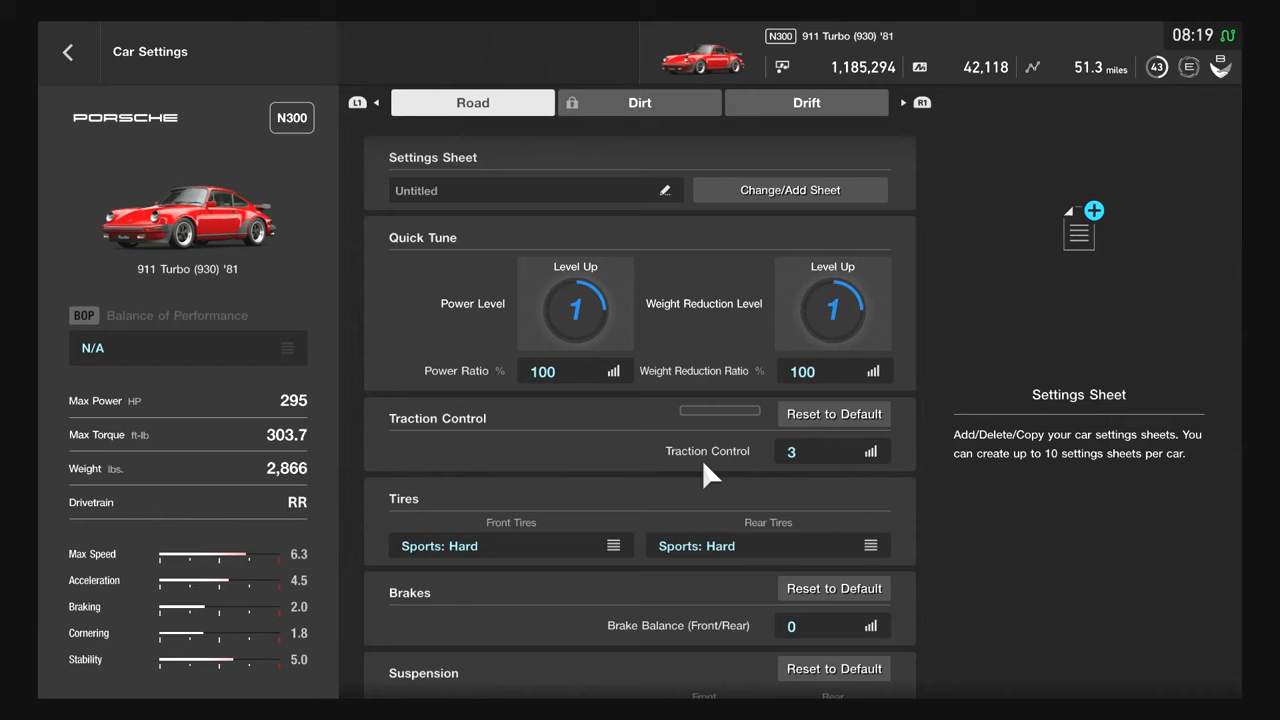 Car Settings
N300 911 Turbo (930) '81
1,185,294
42,118
51.3 miles
43
E
B
08:19
PORSCHE
N300
911 Turbo (930) '81
BOP Balance of Performance
N/A
Max Power HP 295
Max Torque ft-lb 303.7
Weight lbs. 2,866
Drivetrain RR
Max Speed 6.3
Acceleration 4.5
Braking 2.0
Cornering 1.8
Stability 5.0
L1 Road Dirt Drift R1
Settings Sheet
Untitled Change/Add Sheet
Quick Tune
Level Up Level Up
Power Level 1 Weight Reduction Level 1
Power Ratio % 100 Weight Reduction Ratio % 100
Traction Control Reset to Default
Traction Control 3
Tires
Front Tires Rear Tires
Sports: Hard Sports: Hard
Brakes Reset to Default
Brake Balance (Front/Rear) 0
Suspension Reset to Default
Front Rear
Settings Sheet
Add/Delete/Copy your car settings sheets. You
can create up to 10 settings sheets per car.